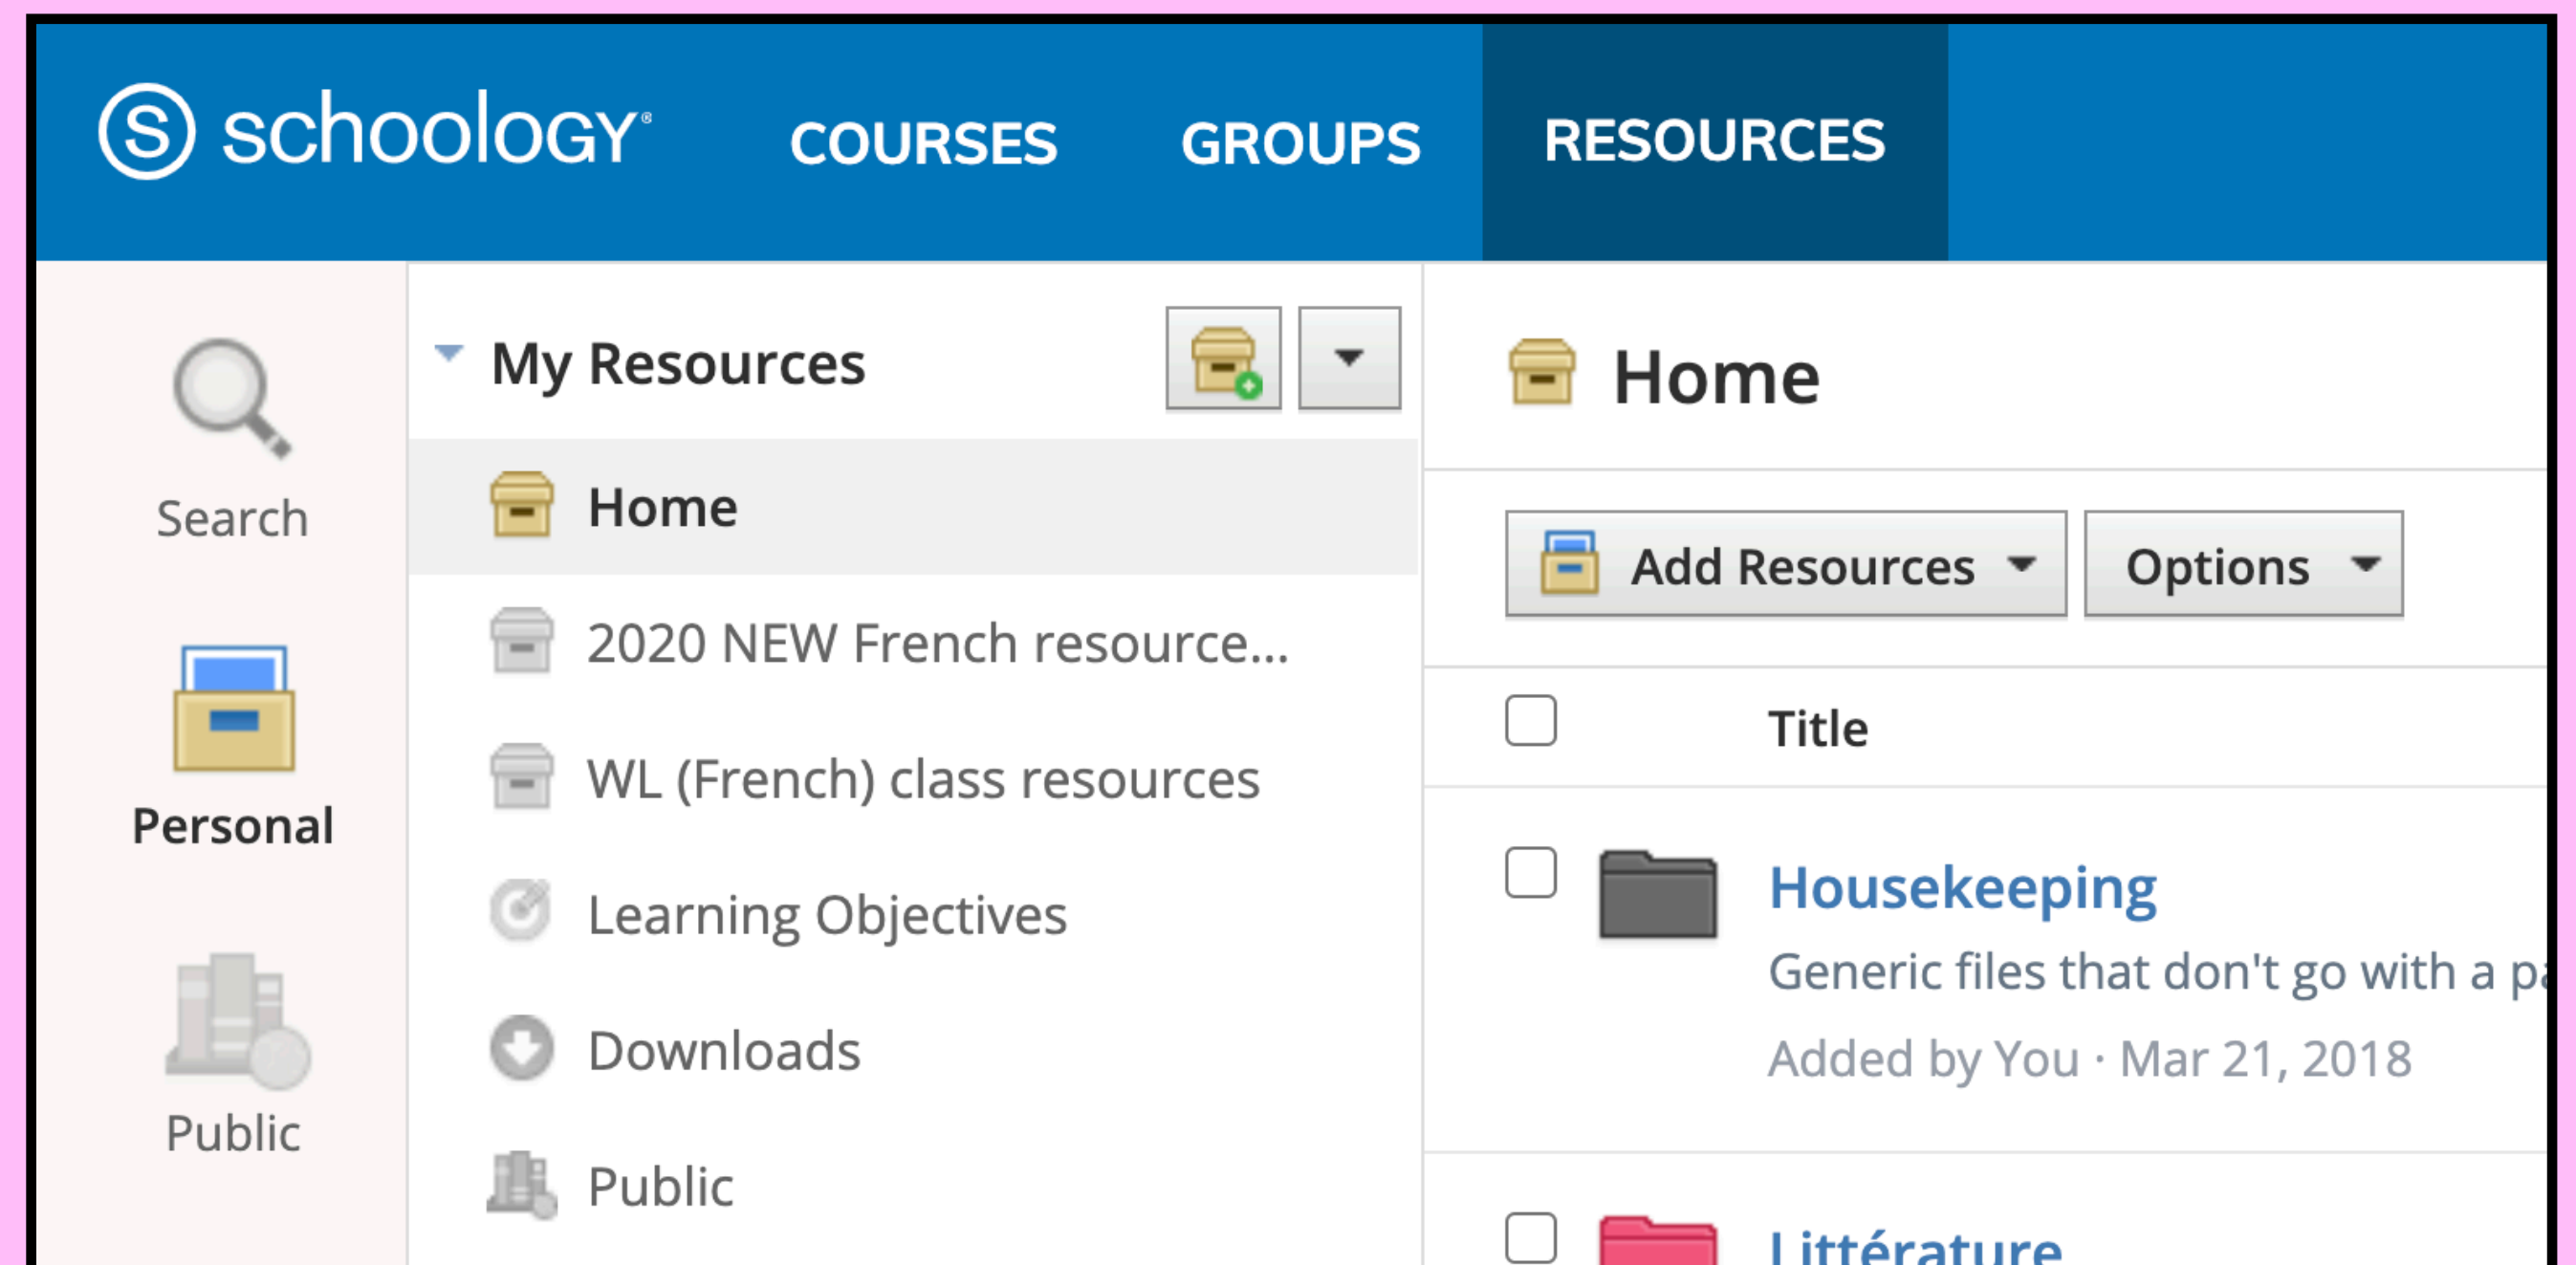 S schoology®
COURSES
GROUPS
RESOURCES
Search
Personal
Public
My Resources
Home
2020 NEW French resource...
WL (French) class resources
Learning Objectives
Downloads
Public
Home
Add Resources
Options
Title
Housekeeping
Generic files that don't go with a
Added by You · Mar 21, 2018
Littérature